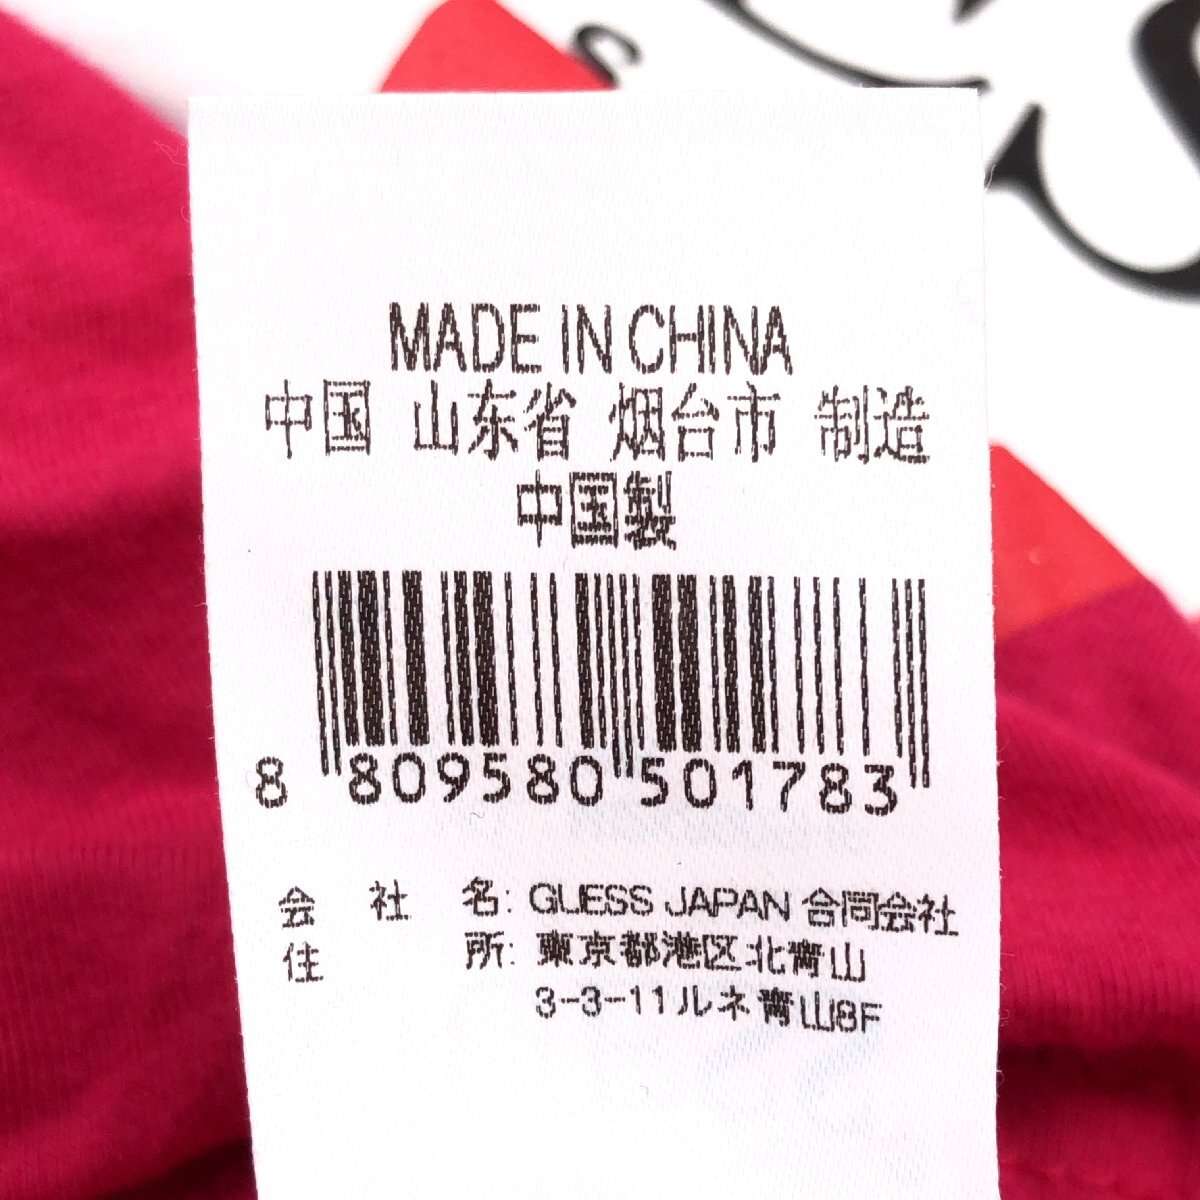 MADE IN CHINA
中国 山东省 烟台市 制造
中国製
8 809580 501783
会 社 名: GUESS JAPAN 合同会社
住 所: 東京都港区北青山
3-3-11ルネ青山8F